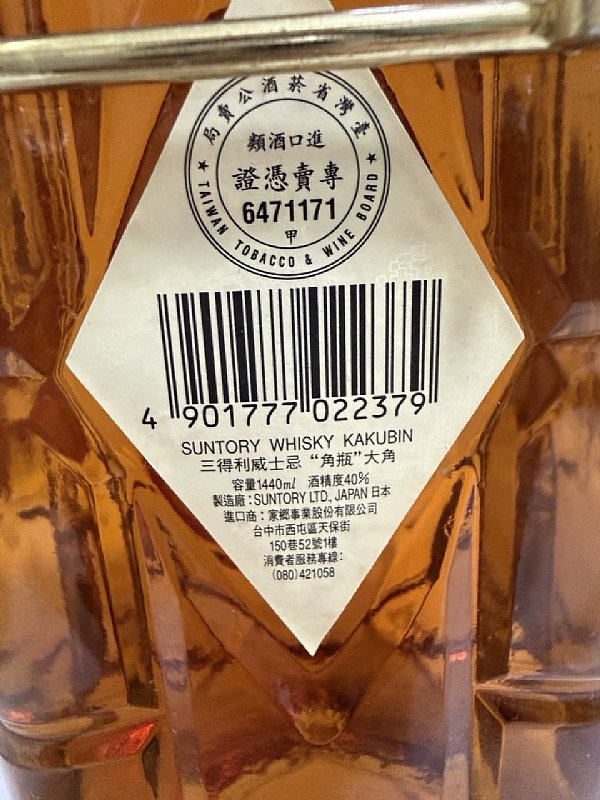 臺灣省菸酒公賣局
進口酒類
專賣憑證
6471171
甲
★ TAIWAN TOBACCO & WINE BOARD ★
4 901777 022379
SUNTORY WHISKY KAKUBIN
三得利威士忌 “角瓶”大角
容量1440ml 酒精度40%
製造廠：SUNTORY LTD., JAPAN 日本
進口商：家鄉事業股份有限公司
台中市西屯區天保街
150巷52號1樓
消費者服務專線：
(080)421058